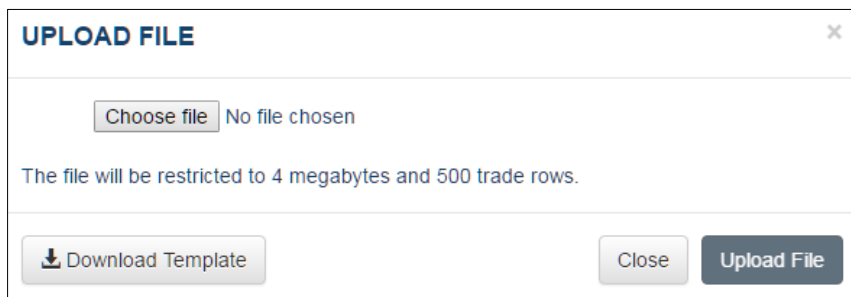 UPLOAD FILE ×
Choose file No file chosen
The file will be restricted to 4 megabytes and 500 trade rows.
Download Template Close Upload File